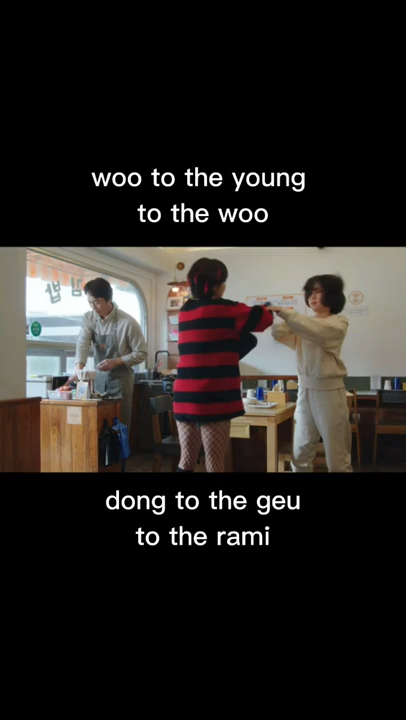 woo to the young
to the woo
dong to the geu
to the rami